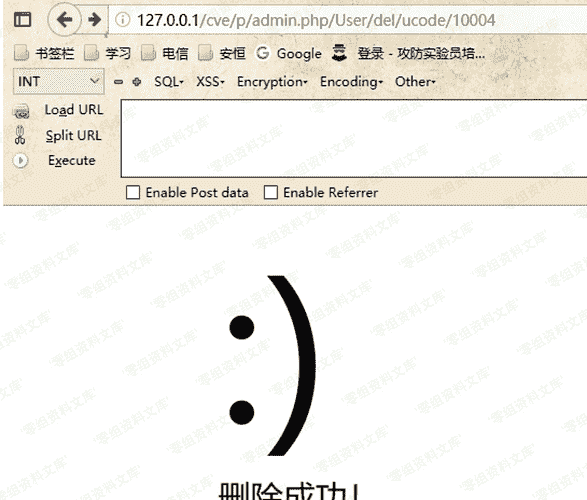 127.0.0.1/cve/p/admin.php/User/del/ucode/10004
书签栏 学习 电信 安恒 Google 登录 - 攻防实验员培...
INT SQL XSS Encryption Encoding Other
Load URL
Split URL
Execute
Enable Post data Enable Referrer
:)
删除成功!
零组资料文库